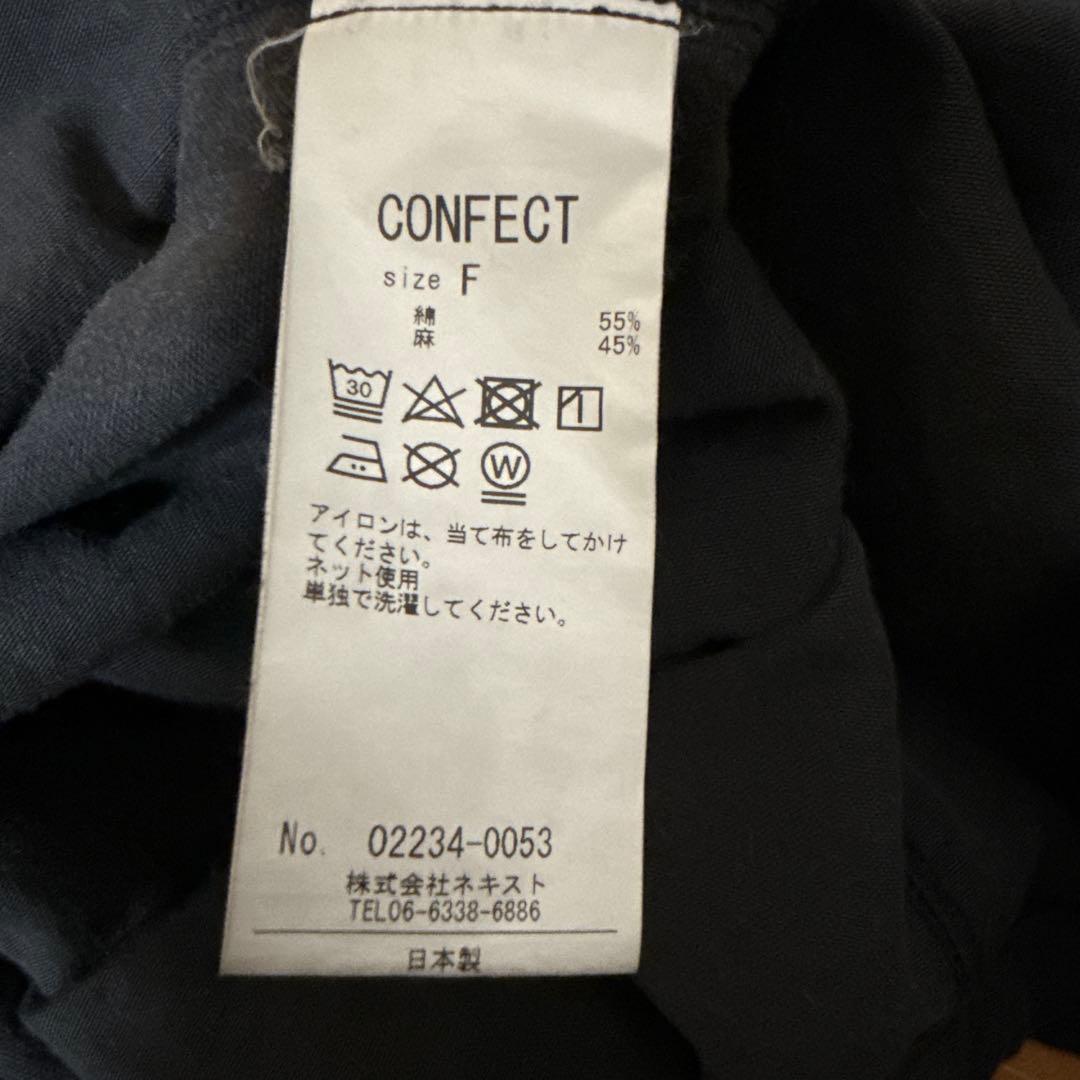 CONFECT
size F
綿 55%
麻 45%
30
W
アイロンは、当て布をしてかけ
てください。
ネット使用
単独で洗濯してください。
No. 02234-0053
株式会社ネキスト
TEL06-6338-6886
日本製